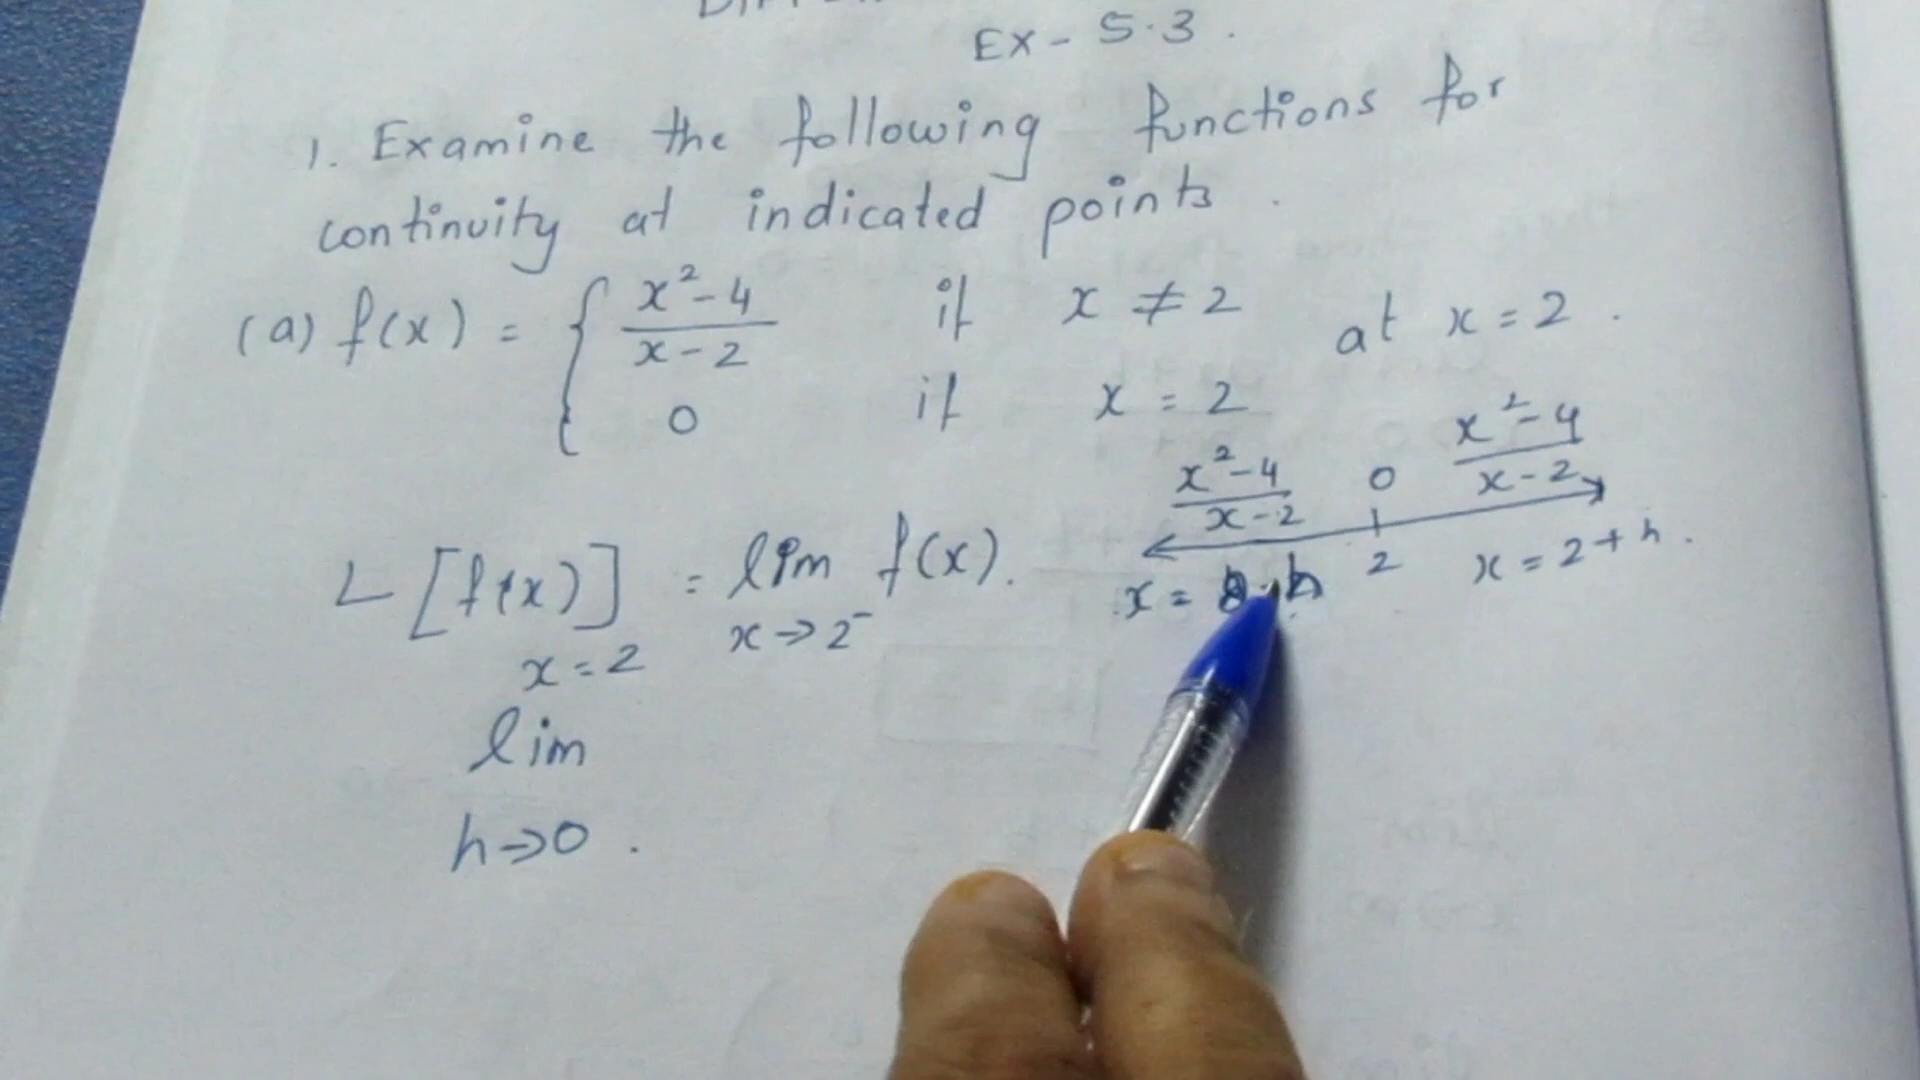 EX - 5.3.
1. Examine the following functions for
continuity at indicated points.
(a) f(x) = { x²-4 / x-2 if x ≠ 2 at x = 2.
0 if x = 2
x²-4 / x-2 0 x²-4 / x-2
x = 2 x = 2+h.
L[f(x)] = lim f(x).
x=2 x→2⁻
lim
h→0.